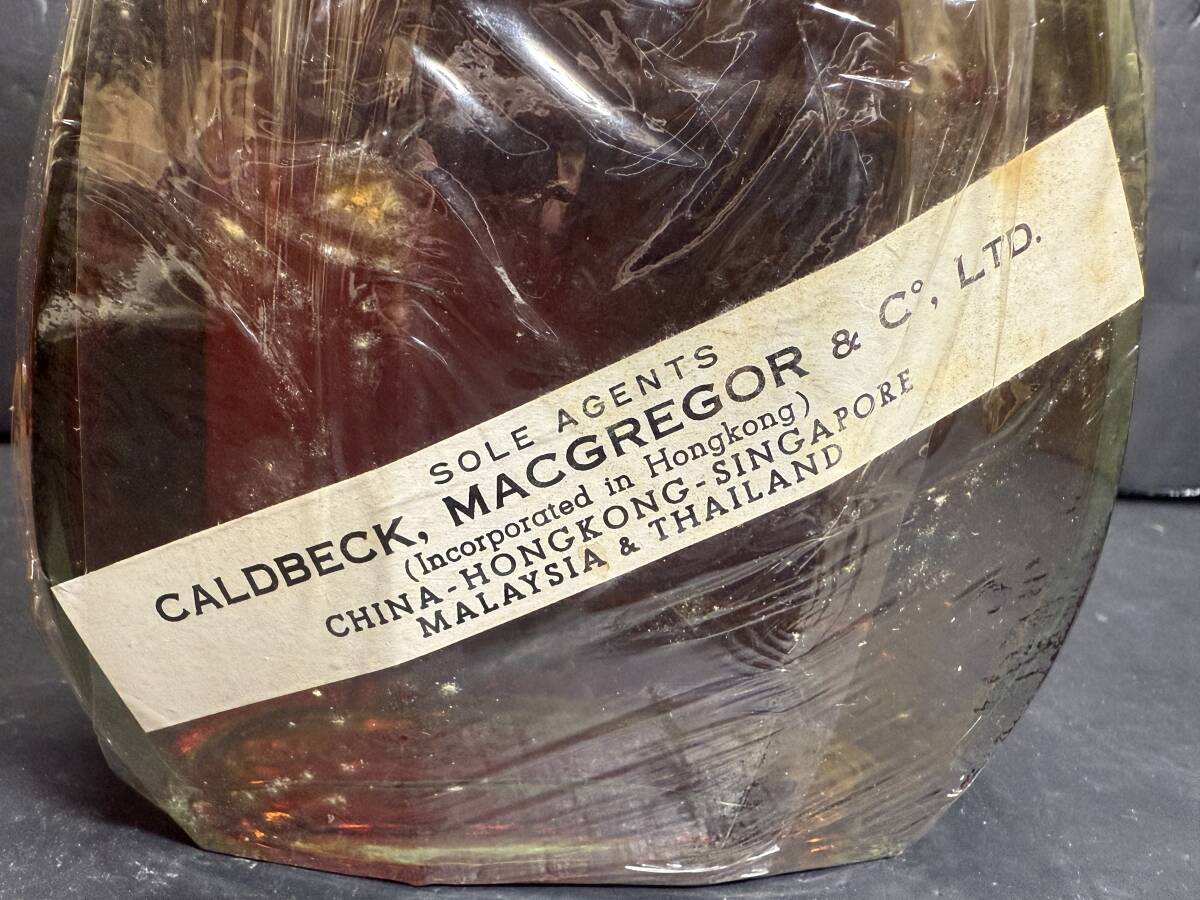 SOLE AGENTS
CALDBECK, MACGREGOR & Cº, LTD.
(Incorporated in Hongkong)
CHINA-HONGKONG-SINGAPORE
MALAYSIA & THAILAND